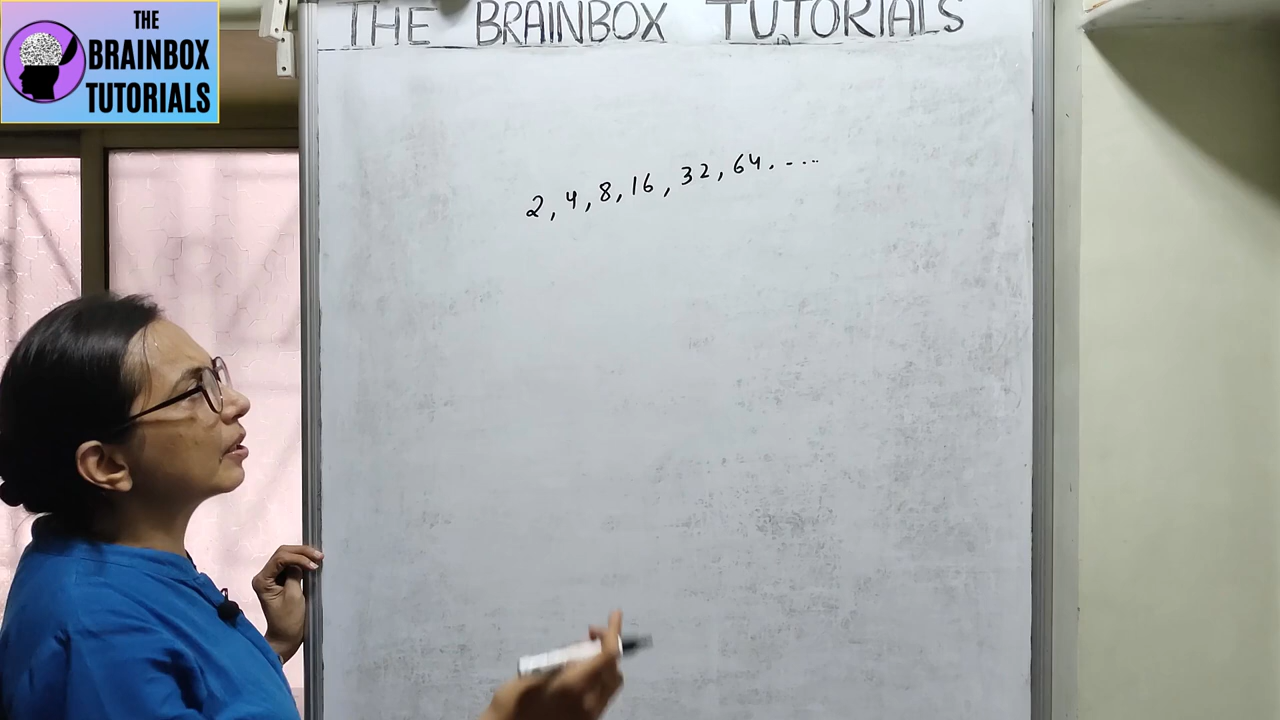 THE
BRAINBOX
TUTORIALS
THE BRAINBOX TUTORIALS
2, 4, 8, 16, 32, 64. - ...